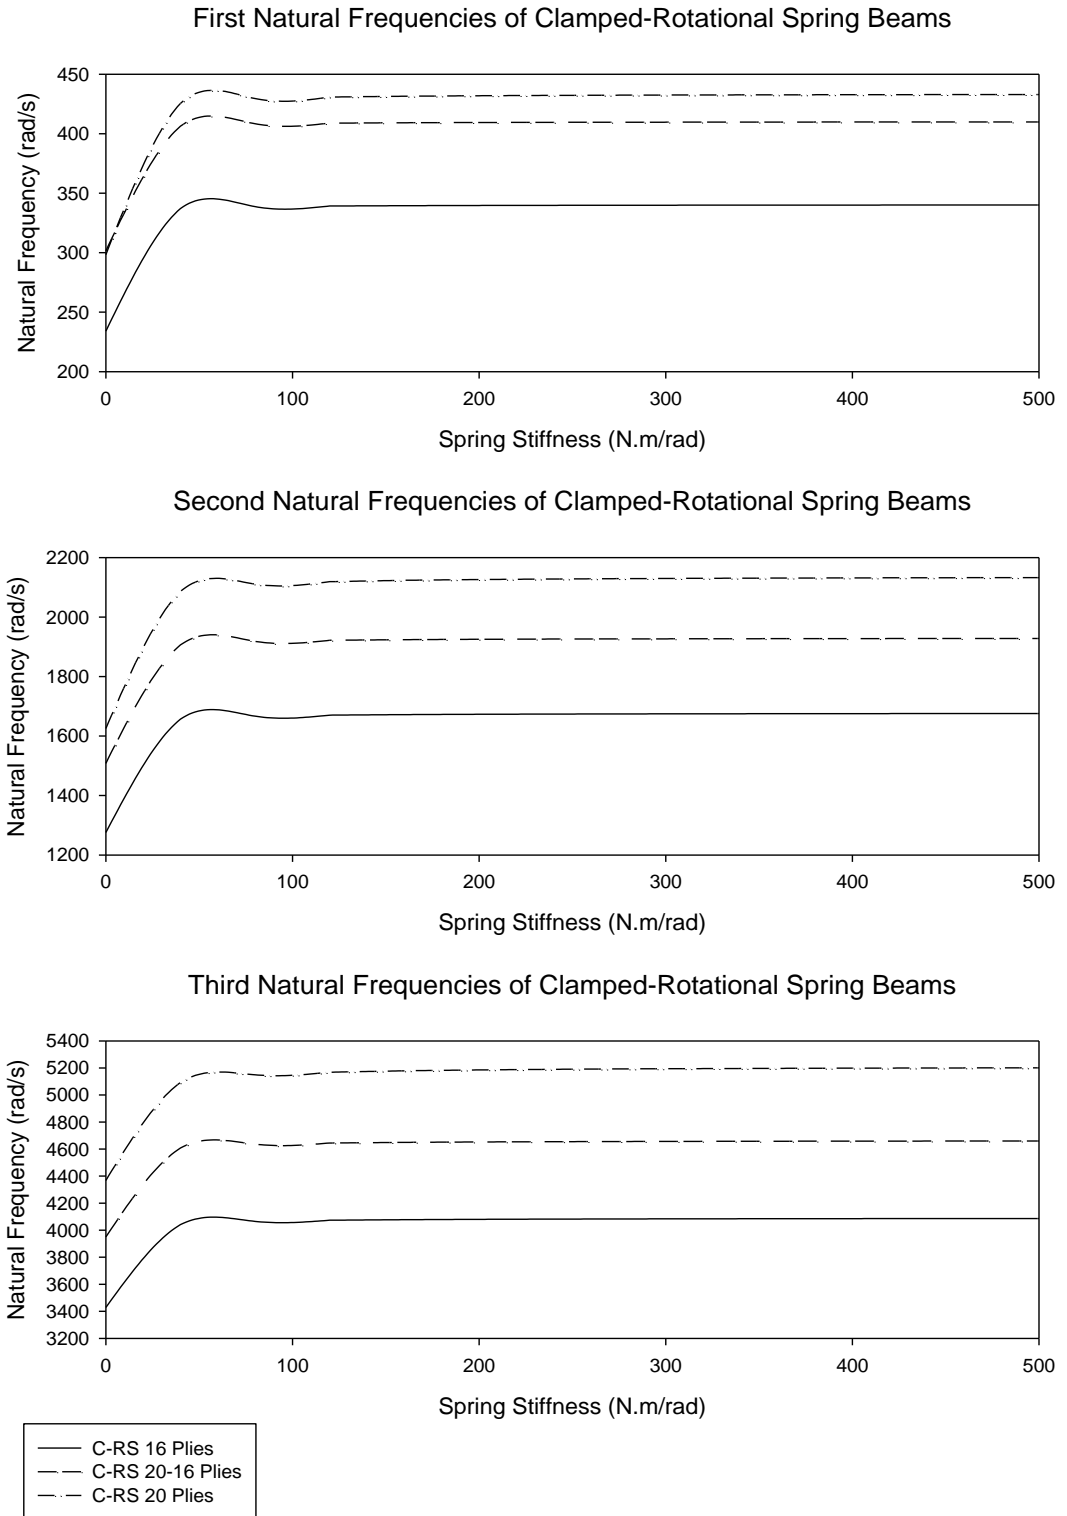 First Natural Frequencies of Clamped-Rotational Spring Beams
Natural Frequency (rad/s)
450
400
350
300
250
200
0 100 200 300 400 500
Spring Stiffness (N.m/rad)
Second Natural Frequencies of Clamped-Rotational Spring Beams
Natural Frequency (rad/s)
2200
2000
1800
1600
1400
1200
0 100 200 300 400 500
Spring Stiffness (N.m/rad)
Third Natural Frequencies of Clamped-Rotational Spring Beams
Natural Frequency (rad/s)
5400
5200
5000
4800
4600
4400
4200
4000
3800
3600
3400
3200
0 100 200 300 400 500
Spring Stiffness (N.m/rad)
C-RS 16 Plies
C-RS 20-16 Plies
C-RS 20 Plies